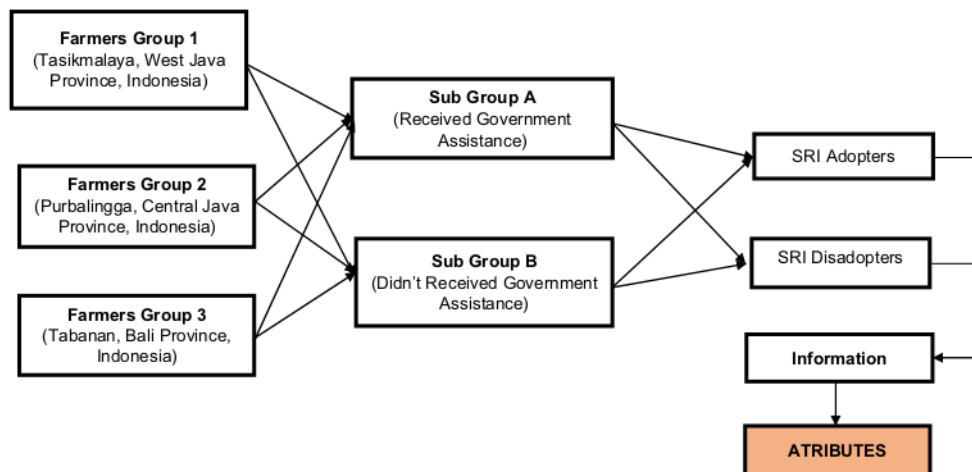 Farmers Group 1
(Tasikmalaya, West Java
Province, Indonesia)
Farmers Group 2
(Purbalingga, Central Java
Province, Indonesia)
Farmers Group 3
(Tabanan, Bali Province,
Indonesia)
Sub Group A
(Received Government
Assistance)
Sub Group B
(Didn't Received Government
Assistance)
SRI Adopters
SRI Disadopters
Information
ATRIBUTES